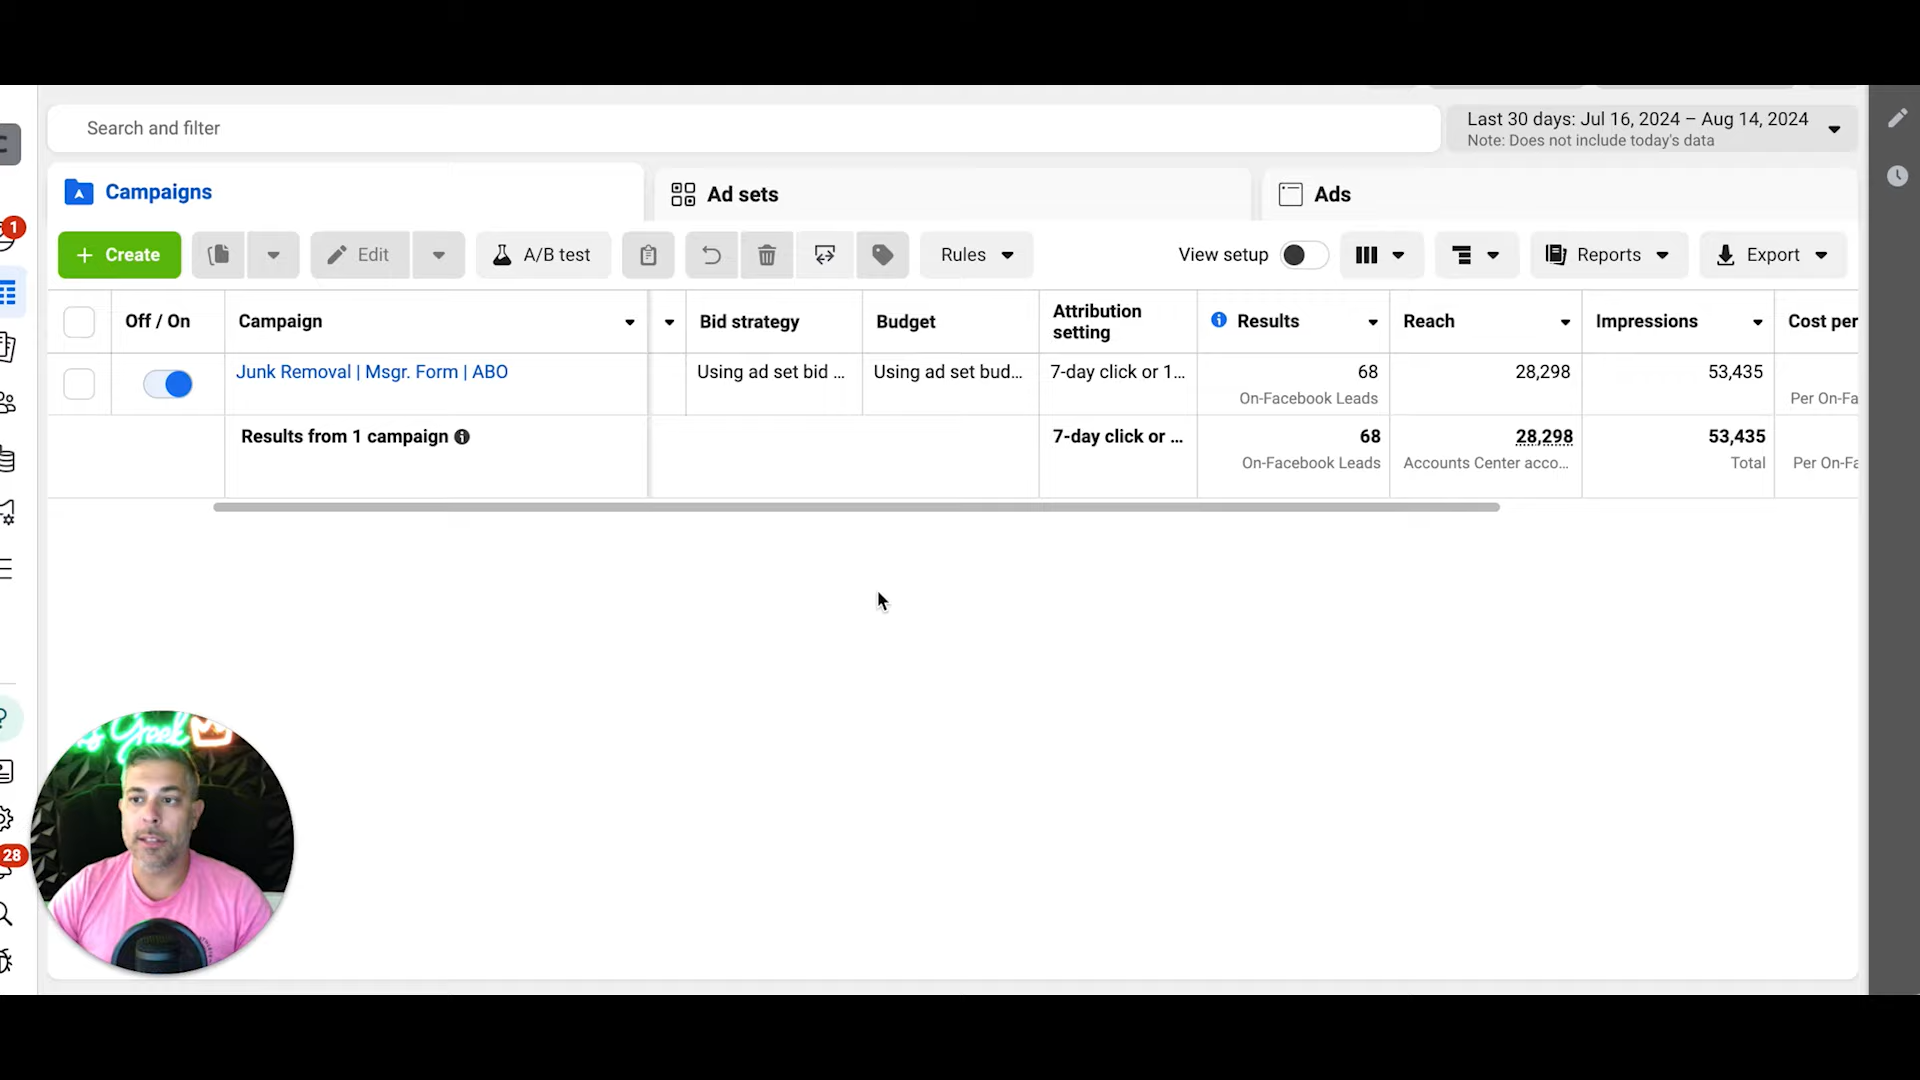 Search and filter
Last 30 days: Jul 16, 2024 – Aug 14, 2024
Note: Does not include today's data
Campaigns
Ad sets
Ads
1
+ Create
Edit
A/B test
Rules
View setup
Reports
Export
Off / On
Campaign
Bid strategy
Budget
Attribution
setting
Results
Reach
Impressions
Cost per
Junk Removal | Msgr. Form | ABO
Using ad set bid ...
Using ad set bud...
7-day click or 1...
68
28,298
53,435
On-Facebook Leads
Per On-Fa
Results from 1 campaign
7-day click or ...
68
28,298
53,435
On-Facebook Leads
Accounts Center acco...
Total
Per On-Fa
Greek
28